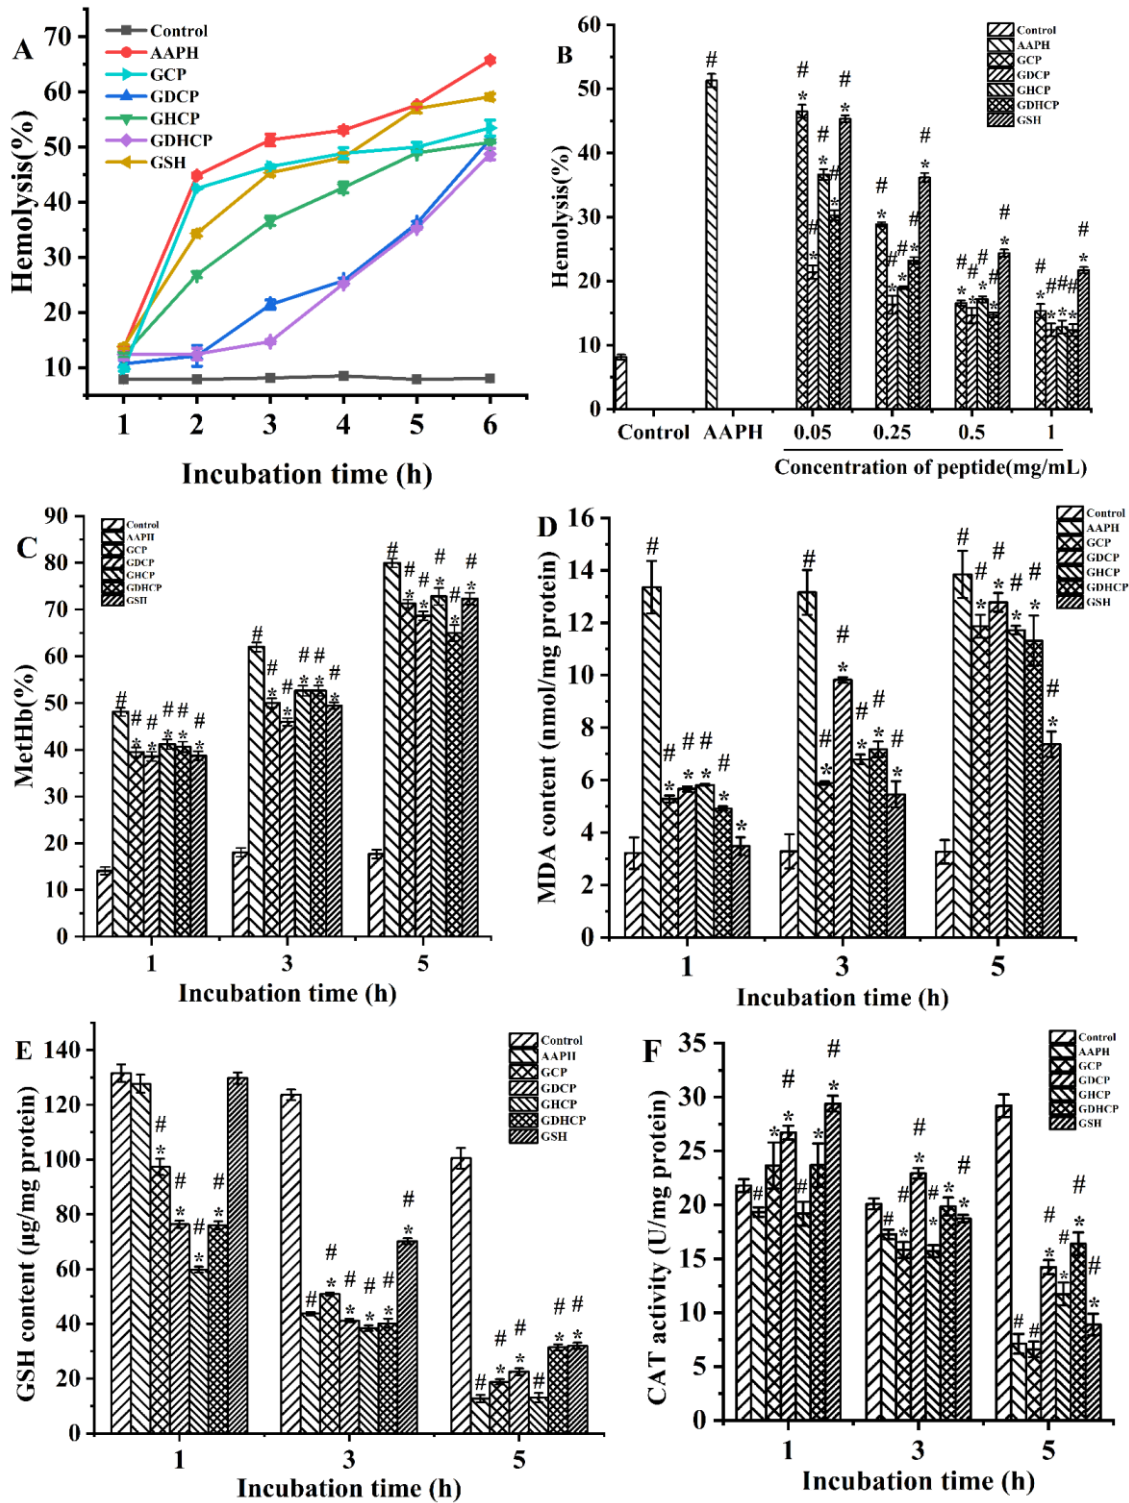 A
Control
AAPH
GCP
GDCP
GHCP
GDHCP
GSH
Hemolysis(%)
70
60
50
40
30
20
10
1 2 3 4 5 6
Incubation time (h)
B
Control
AAPH
GCP
GDCP
GHCP
GDHCP
GSH
Hemolysis(%)
60
50
40
30
20
10
0
# # # # # #
# # # # #
# # # #
# # # # #
* * * * *
* * * * *
* * * * *
* * * * *
Control AAPH 0.05 0.25 0.5 1
Concentration of peptide(mg/mL)
C
Control
AAPH
GCP
GDCP
GHCP
GDHCP
GSH
MetHb(%)
90
80
70
60
50
40
30
20
10
0
# # # # # #
* * * * *
# # # # # #
* * * * *
# # # # # #
* * * * *
1 3 5
Incubation time (h)
D
Control
AAPH
GCP
GDCP
GHCP
GDHCP
GSH
MDA content (nmol/mg protein)
16
14
12
10
8
6
4
2
0
# # # # #
* * * * *
# # # # # #
* * * * *
# # # # # #
* * * * *
1 3 5
Incubation time (h)
E
Control
AAPH
GCP
GDCP
GHCP
GDHCP
GSH
GSH content (μg/mg protein)
140
120
100
80
60
40
20
0
# # # #
* * * *
# # # # # #
* * * * *
# # # # # #
* * * *
1 3 5
Incubation time (h)
F
Control
AAPH
GCP
GDCP
GHCP
GDHCP
GSH
CAT activity (U/mg protein)
35
30
25
20
15
10
5
0
# # # #
* * * *
# # # # #
* * * * *
# # # # # #
* * * *
1 3 5
Incubation time (h)